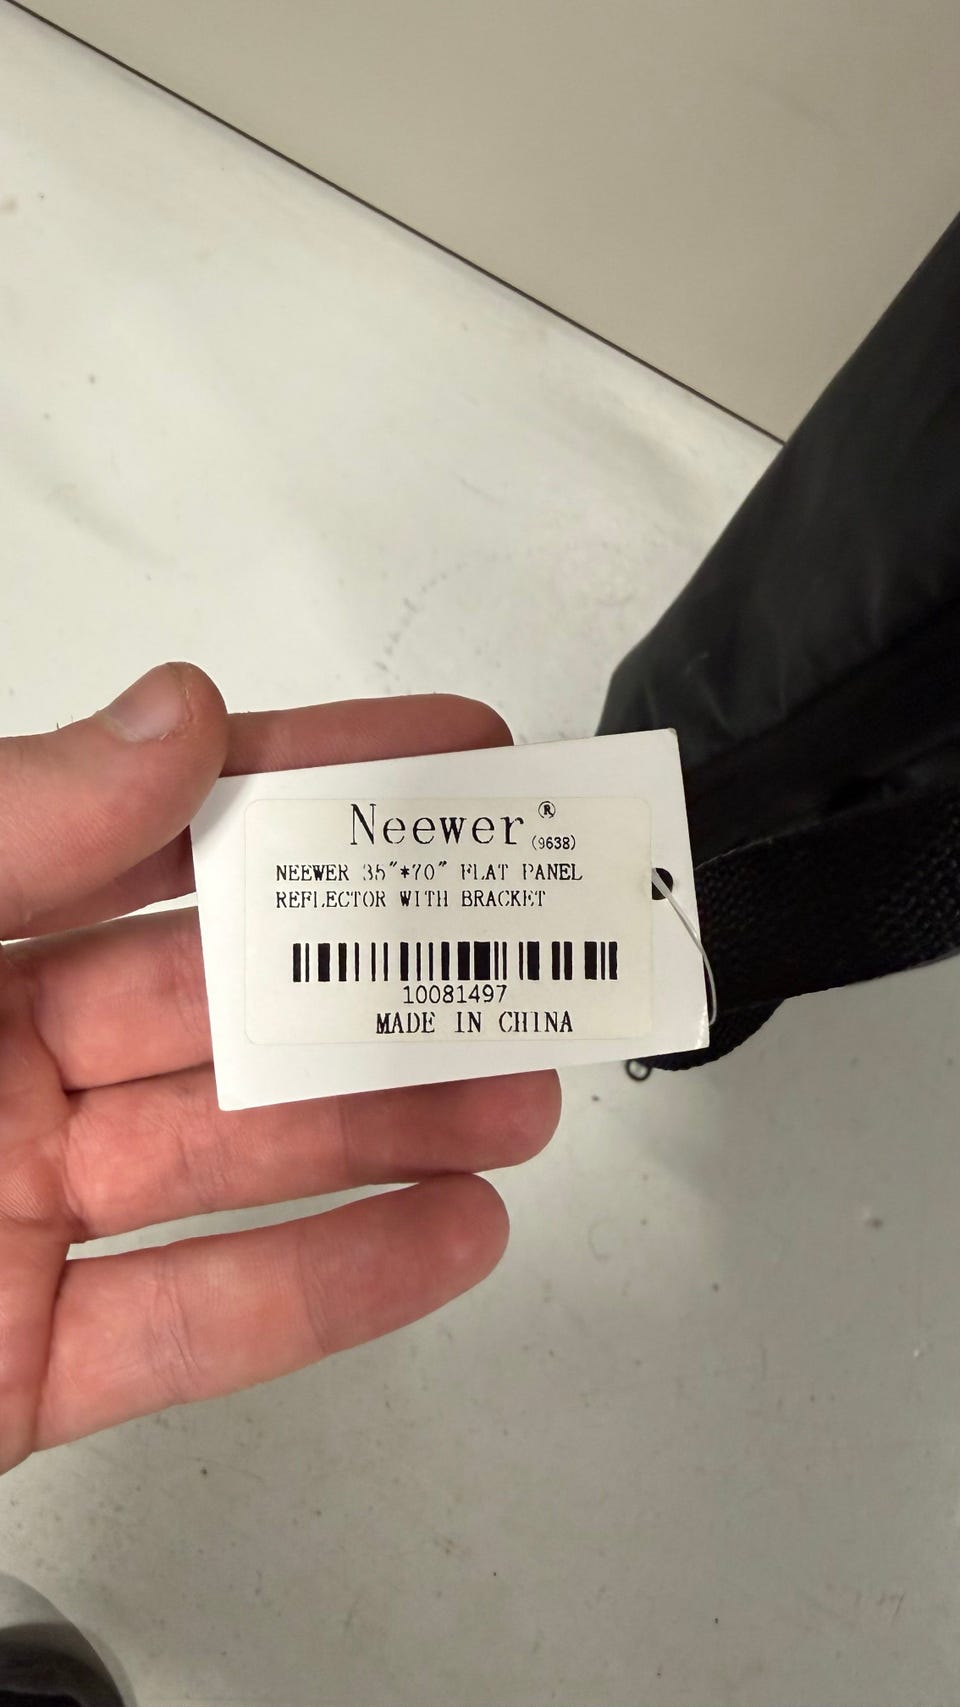 Neewer®
(9638)
NEEWER 35"*70" FLAT PANEL
REFLECTOR WITH BRACKET
10081497
MADE IN CHINA